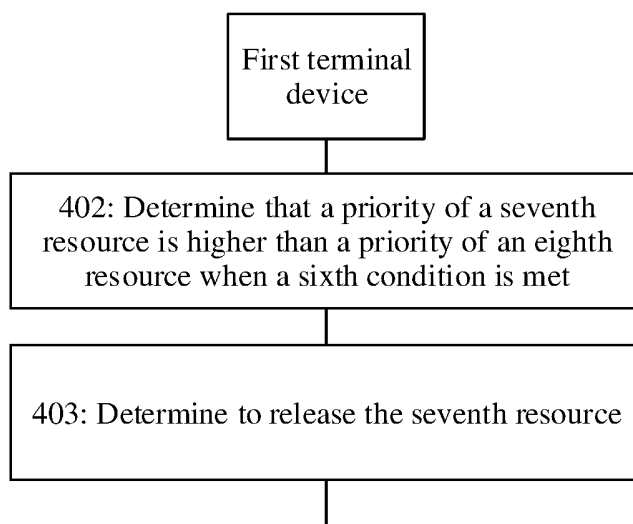 First terminal
device
402: Determine that a priority of a seventh
resource is higher than a priority of an eighth
resource when a sixth condition is met
403: Determine to release the seventh resource